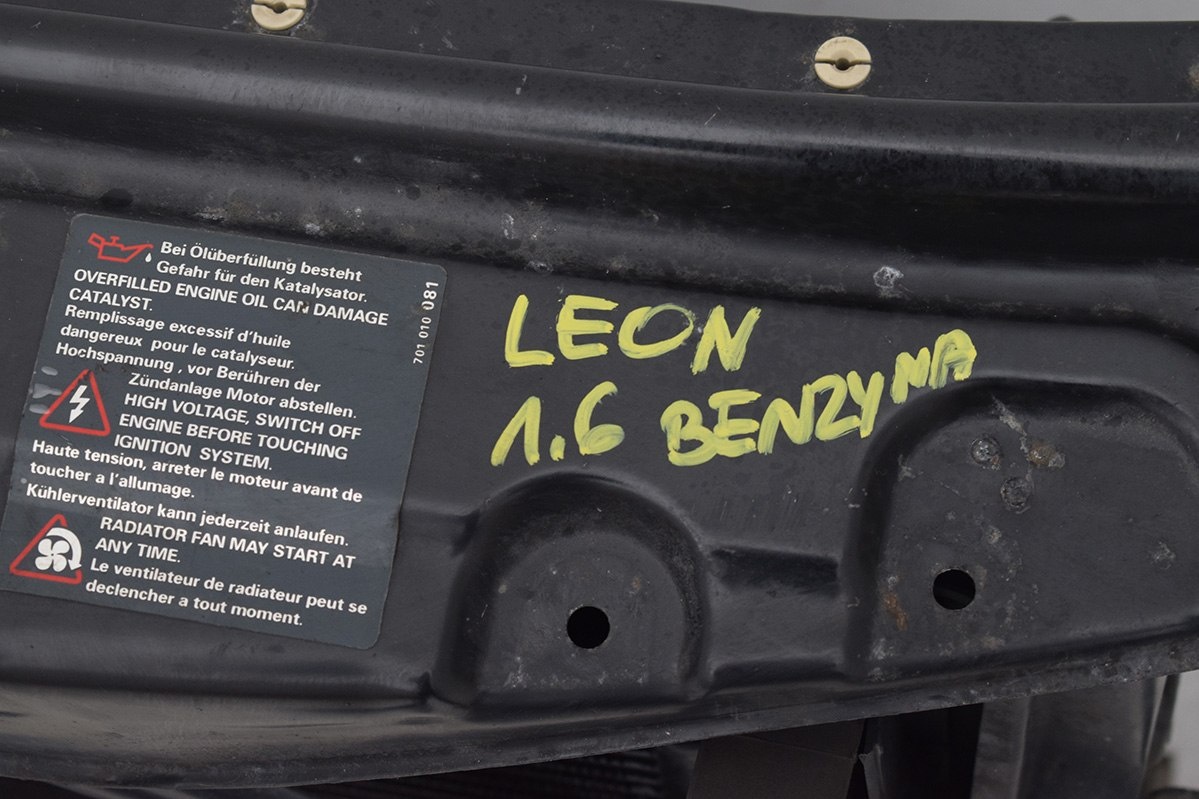 Bei Ölüberfüllung besteht
Gefahr für den Katalysator.
OVERFILLED ENGINE OIL CAN DAMAGE
CATALYST.
Remplissage excessif d'huile
dangereux pour le catalyseur.
Hochspannung, vor Berühren der
Zündanlage Motor abstellen.
HIGH VOLTAGE, SWITCH OFF
ENGINE BEFORE TOUCHING
IGNITION SYSTEM.
Haute tension, arreter le moteur avant de
toucher a l'allumage.
Kühlerventilator kann jederzeit anlaufen.
RADIATOR FAN MAY START AT
ANY TIME.
Le ventilateur de radiateur peut se
declencher a tout moment.
701 010 081
LEON
1.6 BENZYNA